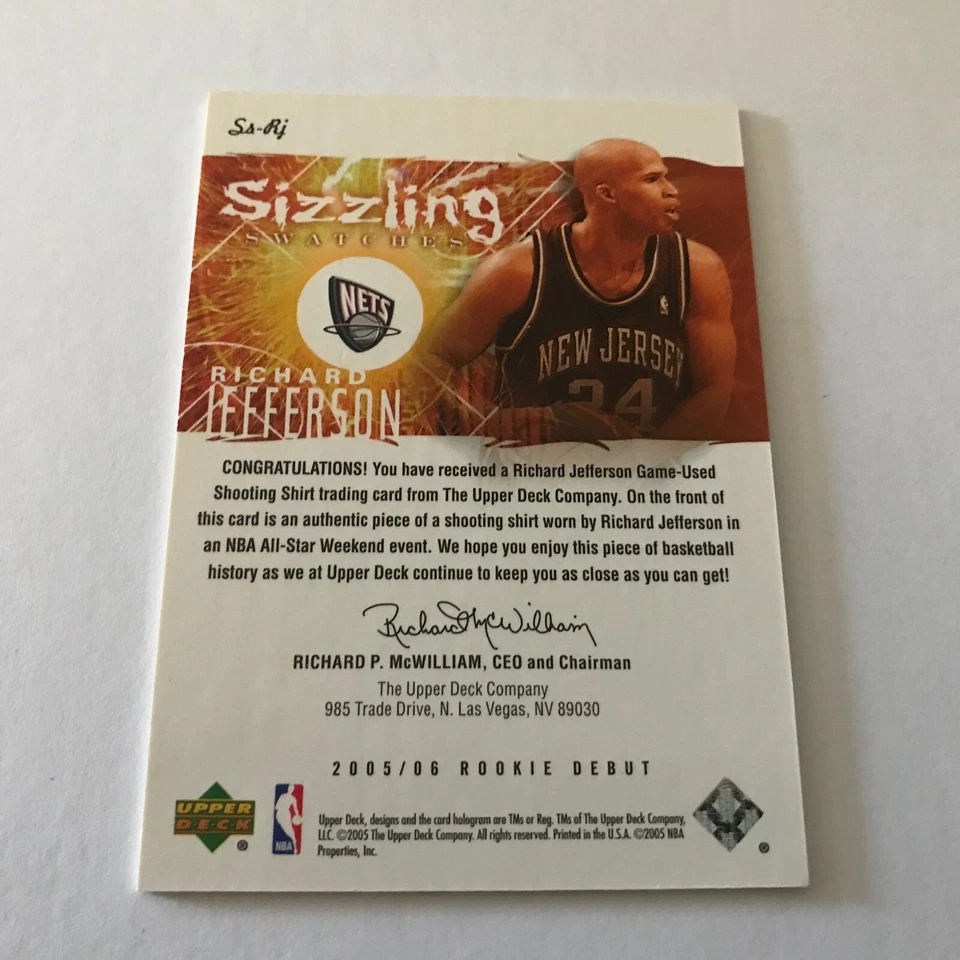 Ss-Rj
Sizzling
SWATCHES
NETS
RICHARD
JEFFERSON
NEW JERSEY
24
CONGRATULATIONS! You have received a Richard Jefferson Game-Used
Shooting Shirt trading card from The Upper Deck Company. On the front of
this card is an authentic piece of a shooting shirt worn by Richard Jefferson in
an NBA All-Star Weekend event. We hope you enjoy this piece of basketball
history as we at Upper Deck continue to keep you as close as you can get!
Richard McWilliam
RICHARD P. McWILLIAM, CEO and Chairman
The Upper Deck Company
985 Trade Drive, N. Las Vegas, NV 89030
2005/06 ROOKIE DEBUT
UPPER
D·E·C·K
®
NBA
Upper Deck, designs and the card hologram are TMs or Reg. TMs of The Upper Deck Company,
LLC. ©2005 The Upper Deck Company. All rights reserved. Printed in the U.S.A. ©2005 NBA
Properties, Inc.
®